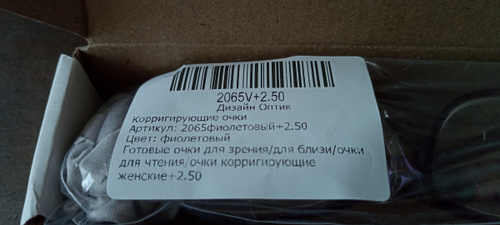 2065V+2.50
Дизайн Оптик
Корригирующие очки
Артикул: 2065фиолетовый+2.50
Цвет: фиолетовый
Готовые очки для зрения/для близи/очки
для чтения/очки корригирующие
женские+2.50